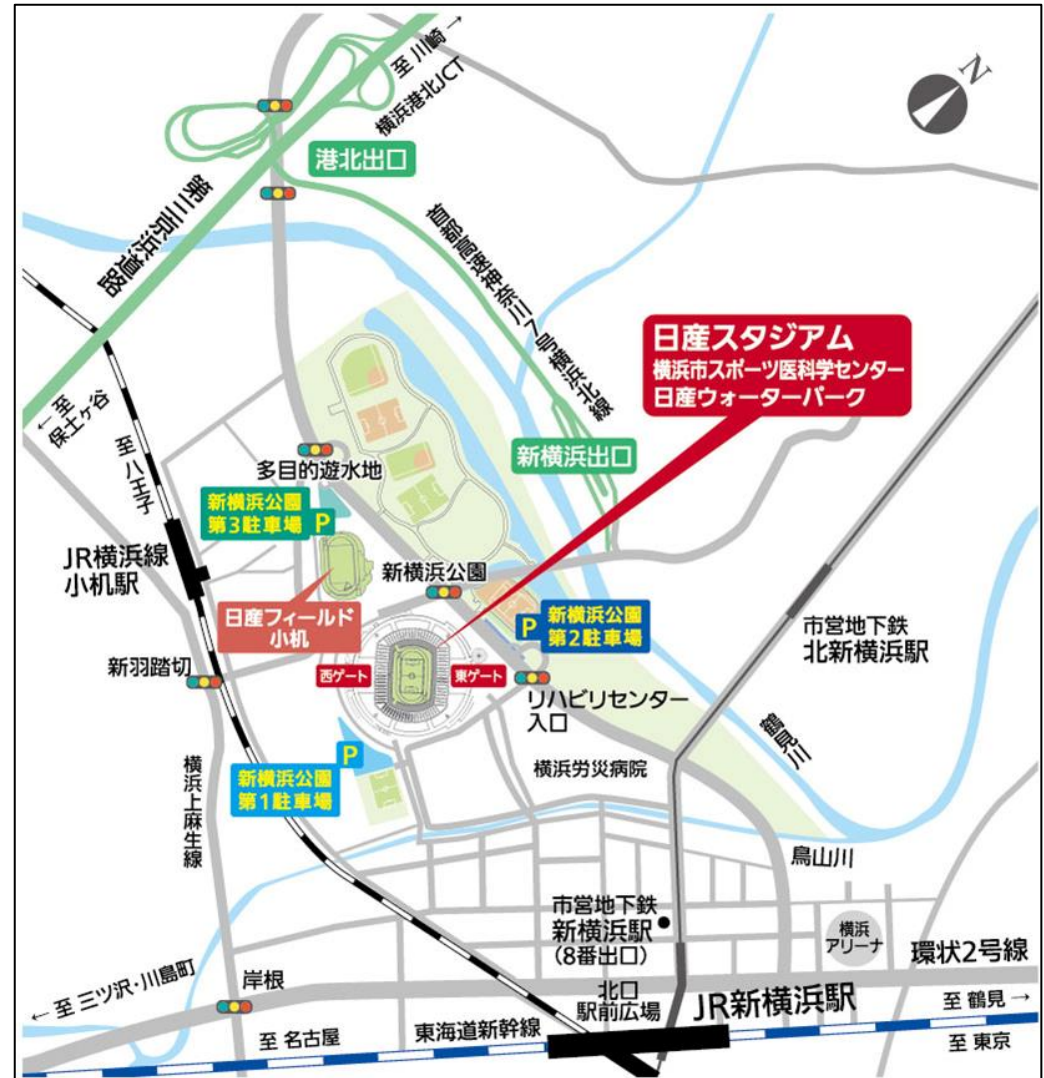 至 川崎 →
横浜港北JCT
N
港北出口
第三京浜道路
首都高速神奈川7号横浜北線
日産スタジアム
横浜市スポーツ医科学センター
日産ウォーターパーク
← 至
保土ヶ谷
至 八王子
多目的遊水地
新横浜出口
新横浜公園
第3駐車場 P
JR横浜線
小机駅
新横浜公園
日産フィールド
小机
P 新横浜公園
第2駐車場
市営地下鉄
北新横浜駅
新羽踏切
西ゲート
東ゲート
リハビリセンター
入口
鶴見川
P
新横浜公園
第1駐車場
横浜労災病院
横浜上麻生線
鳥山川
市営地下鉄
新横浜駅
(8番出口)
横浜
アリーナ
環状2号線
← 至 三ツ沢・川島町
岸根
北口
駅前広場
JR新横浜駅
至 鶴見 →
至 名古屋
東海道新幹線
至 東京